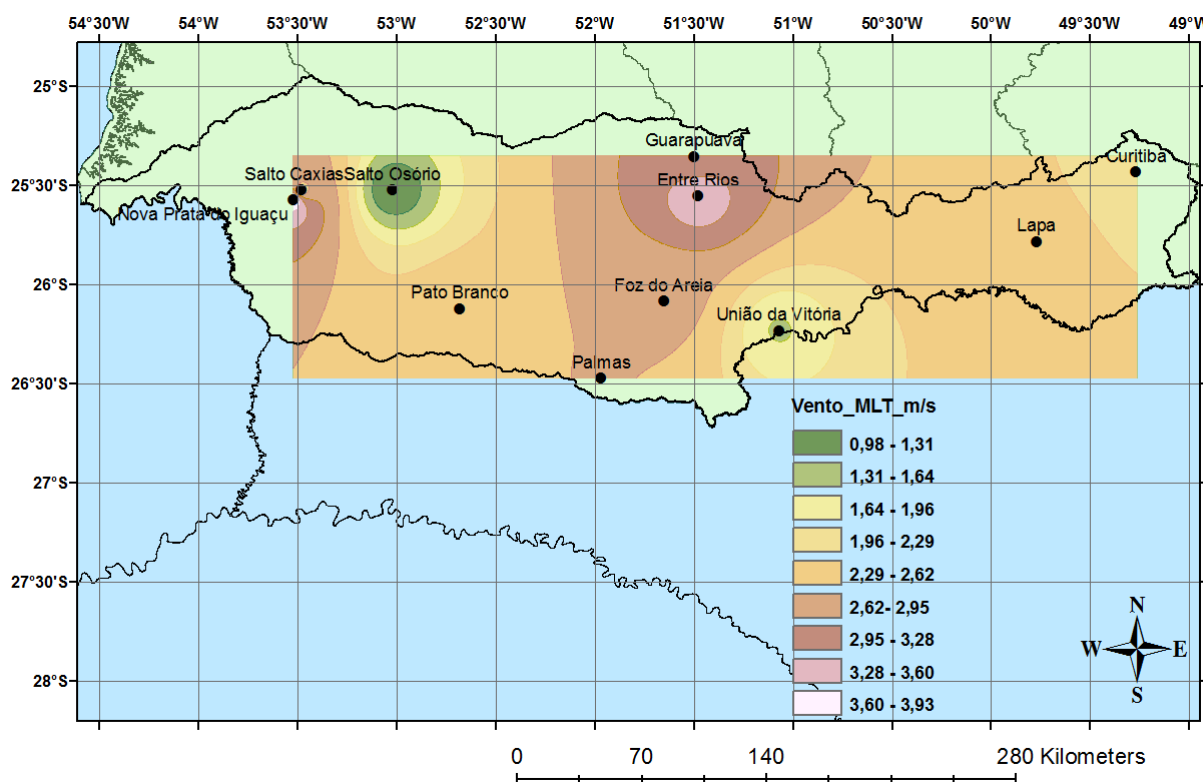 54°30'W 54°W 53°30'W 53°W 52°30'W 52°W 51°30'W 51°W 50°30'W 50°W 49°30'W 49°W
25°S
Guarapuava
Curitiba
25°30'S
Salto Caxias Salto Osório
Entre Rios
Nova Prata do Iguaçu
Lapa
26°S
Pato Branco
Foz do Areia
União da Vitória
Palmas
26°30'S
Vento_MLT_m/s
0,98 - 1,31
27°S
1,31 - 1,64
1,64 - 1,96
1,96 - 2,29
27°30'S
2,29 - 2,62
2,62- 2,95
2,95 - 3,28
28°S
3,28 - 3,60
3,60 - 3,93
N
W E
S
0 70 140 280 Kilometers